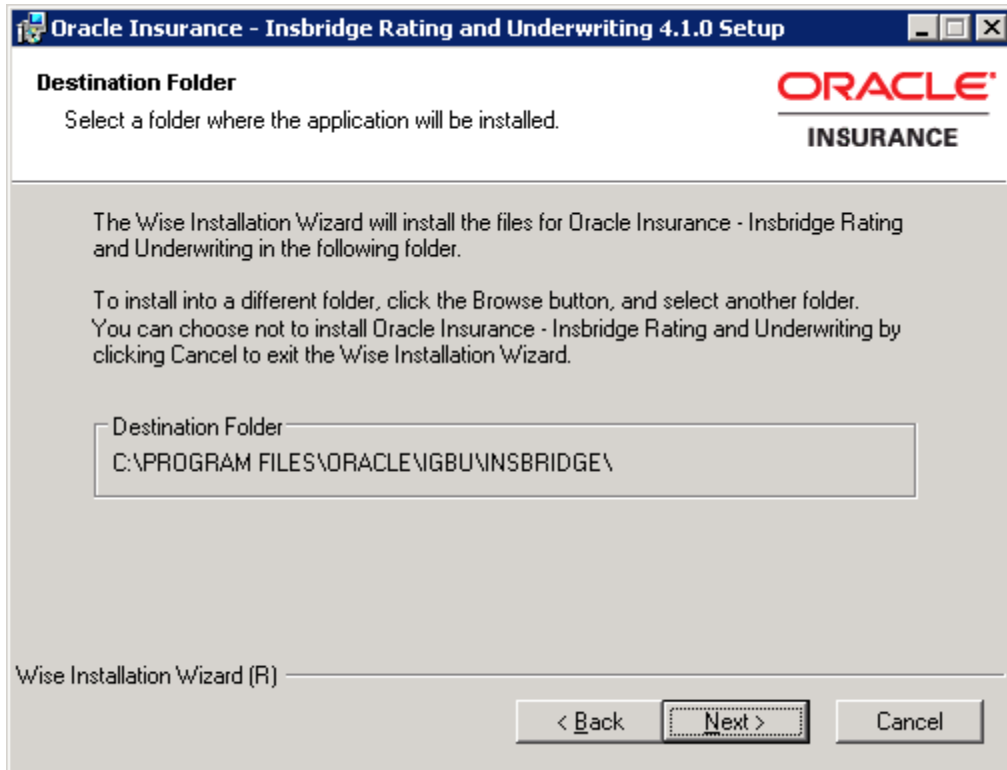 Oracle Insurance - Insbridge Rating and Underwriting 4.1.0 Setup
Destination Folder
Select a folder where the application will be installed.
ORACLE
INSURANCE
The Wise Installation Wizard will install the files for Oracle Insurance - Insbridge Rating
and Underwriting in the following folder.
To install into a different folder, click the Browse button, and select another folder.
You can choose not to install Oracle Insurance - Insbridge Rating and Underwriting by
clicking Cancel to exit the Wise Installation Wizard.
Destination Folder
C:\PROGRAM FILES\ORACLE\IGBU\INSBRIDGE\
Wise Installation Wizard (R)
< Back Next > Cancel